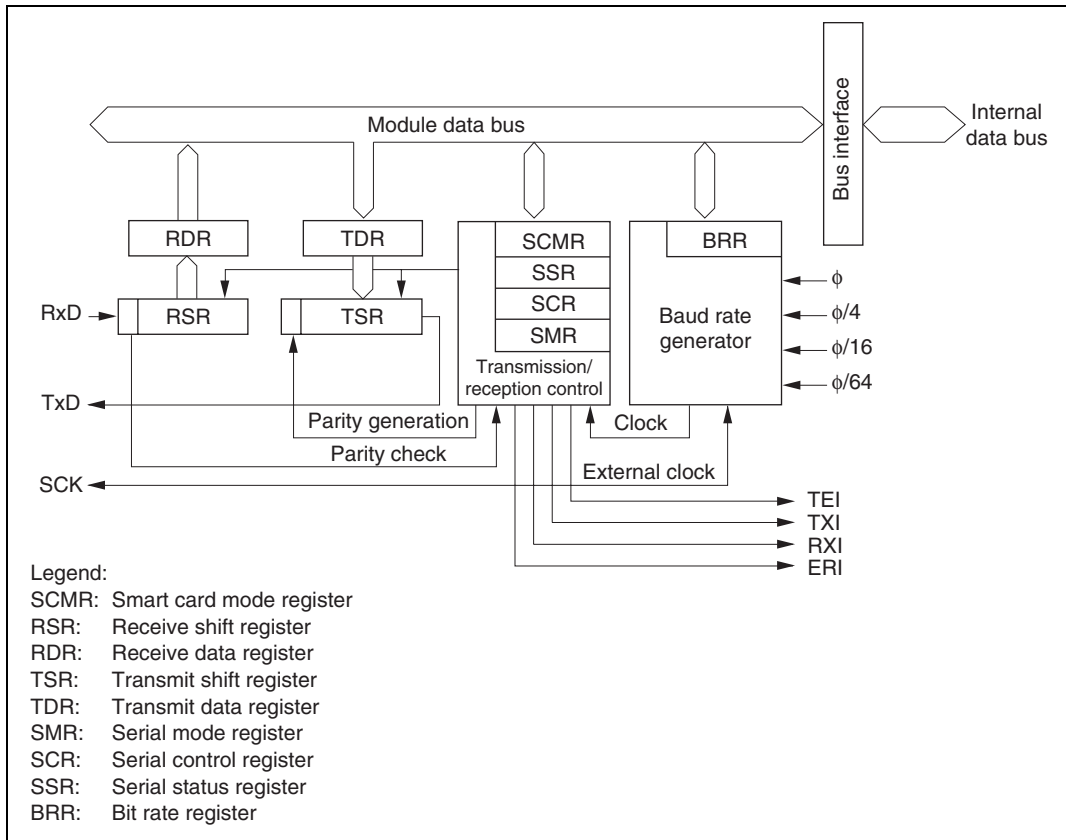 Module data bus
Bus interface
Internal
data bus
RDR
TDR
SCMR
SSR
SCR
SMR
Transmission/
reception control
BRR
Baud rate
generator
ϕ
ϕ/4
ϕ/16
ϕ/64
RxD
RSR
TSR
TxD
Parity generation
Parity check
Clock
External clock
SCK
TEI
TXI
RXI
ERI
Legend:
SCMR: Smart card mode register
RSR: Receive shift register
RDR: Receive data register
TSR: Transmit shift register
TDR: Transmit data register
SMR: Serial mode register
SCR: Serial control register
SSR: Serial status register
BRR: Bit rate register